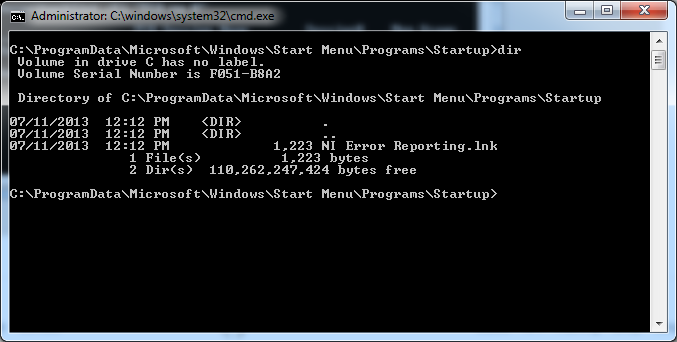 Administrator: C:\windows\system32\cmd.exe
C:\ProgramData\Microsoft\Windows\Start Menu\Programs\Startup>dir
 Volume in drive C has no label.
 Volume Serial Number is F051-B8A2
 Directory of C:\ProgramData\Microsoft\Windows\Start Menu\Programs\Startup
07/11/2013  12:12 PM    <DIR>          .
07/11/2013  12:12 PM    <DIR>          ..
07/11/2013  12:12 PM             1,223 NI Error Reporting.lnk
               1 File(s)          1,223 bytes
               2 Dir(s)  110,262,247,424 bytes free
C:\ProgramData\Microsoft\Windows\Start Menu\Programs\Startup>